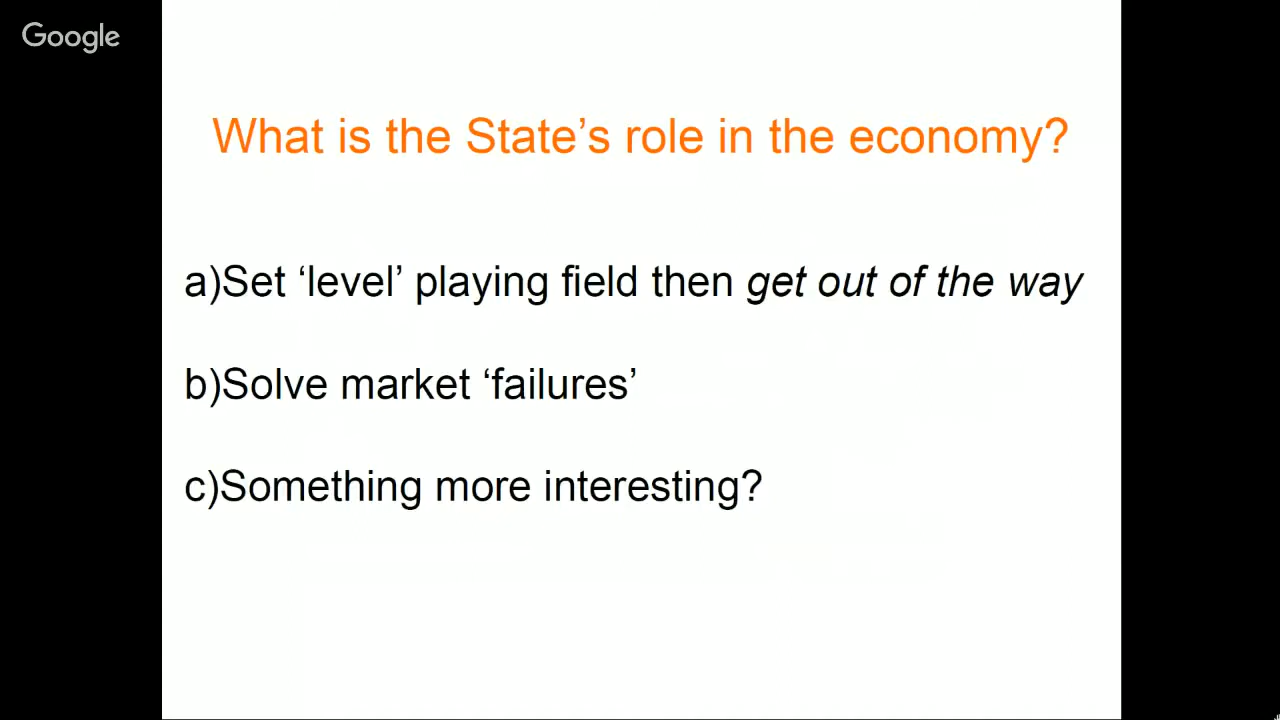 Google
What is the State’s role in the economy?
a)Set ‘level’ playing field then get out of the way
b)Solve market ‘failures’
c)Something more interesting?